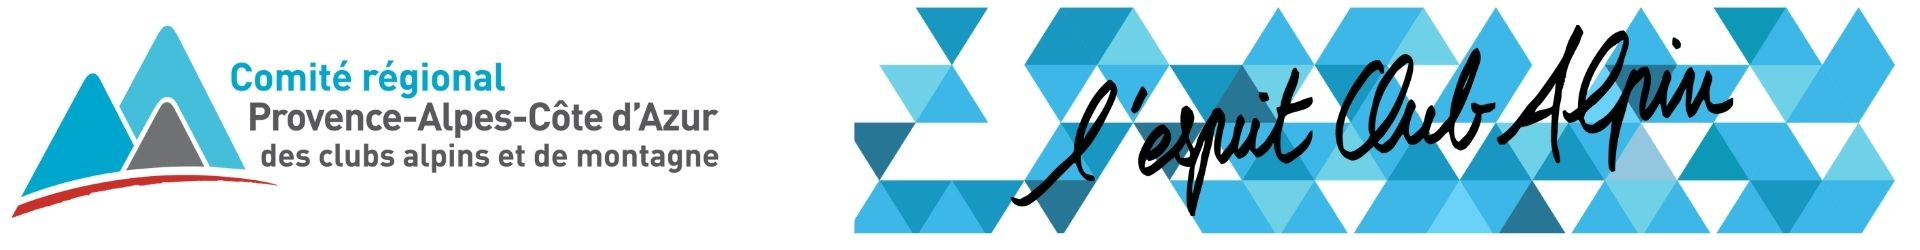 Comité régional
Provence-Alpes-Côte d'Azur
des clubs alpins et de montagne
l'esprit Club Alpin